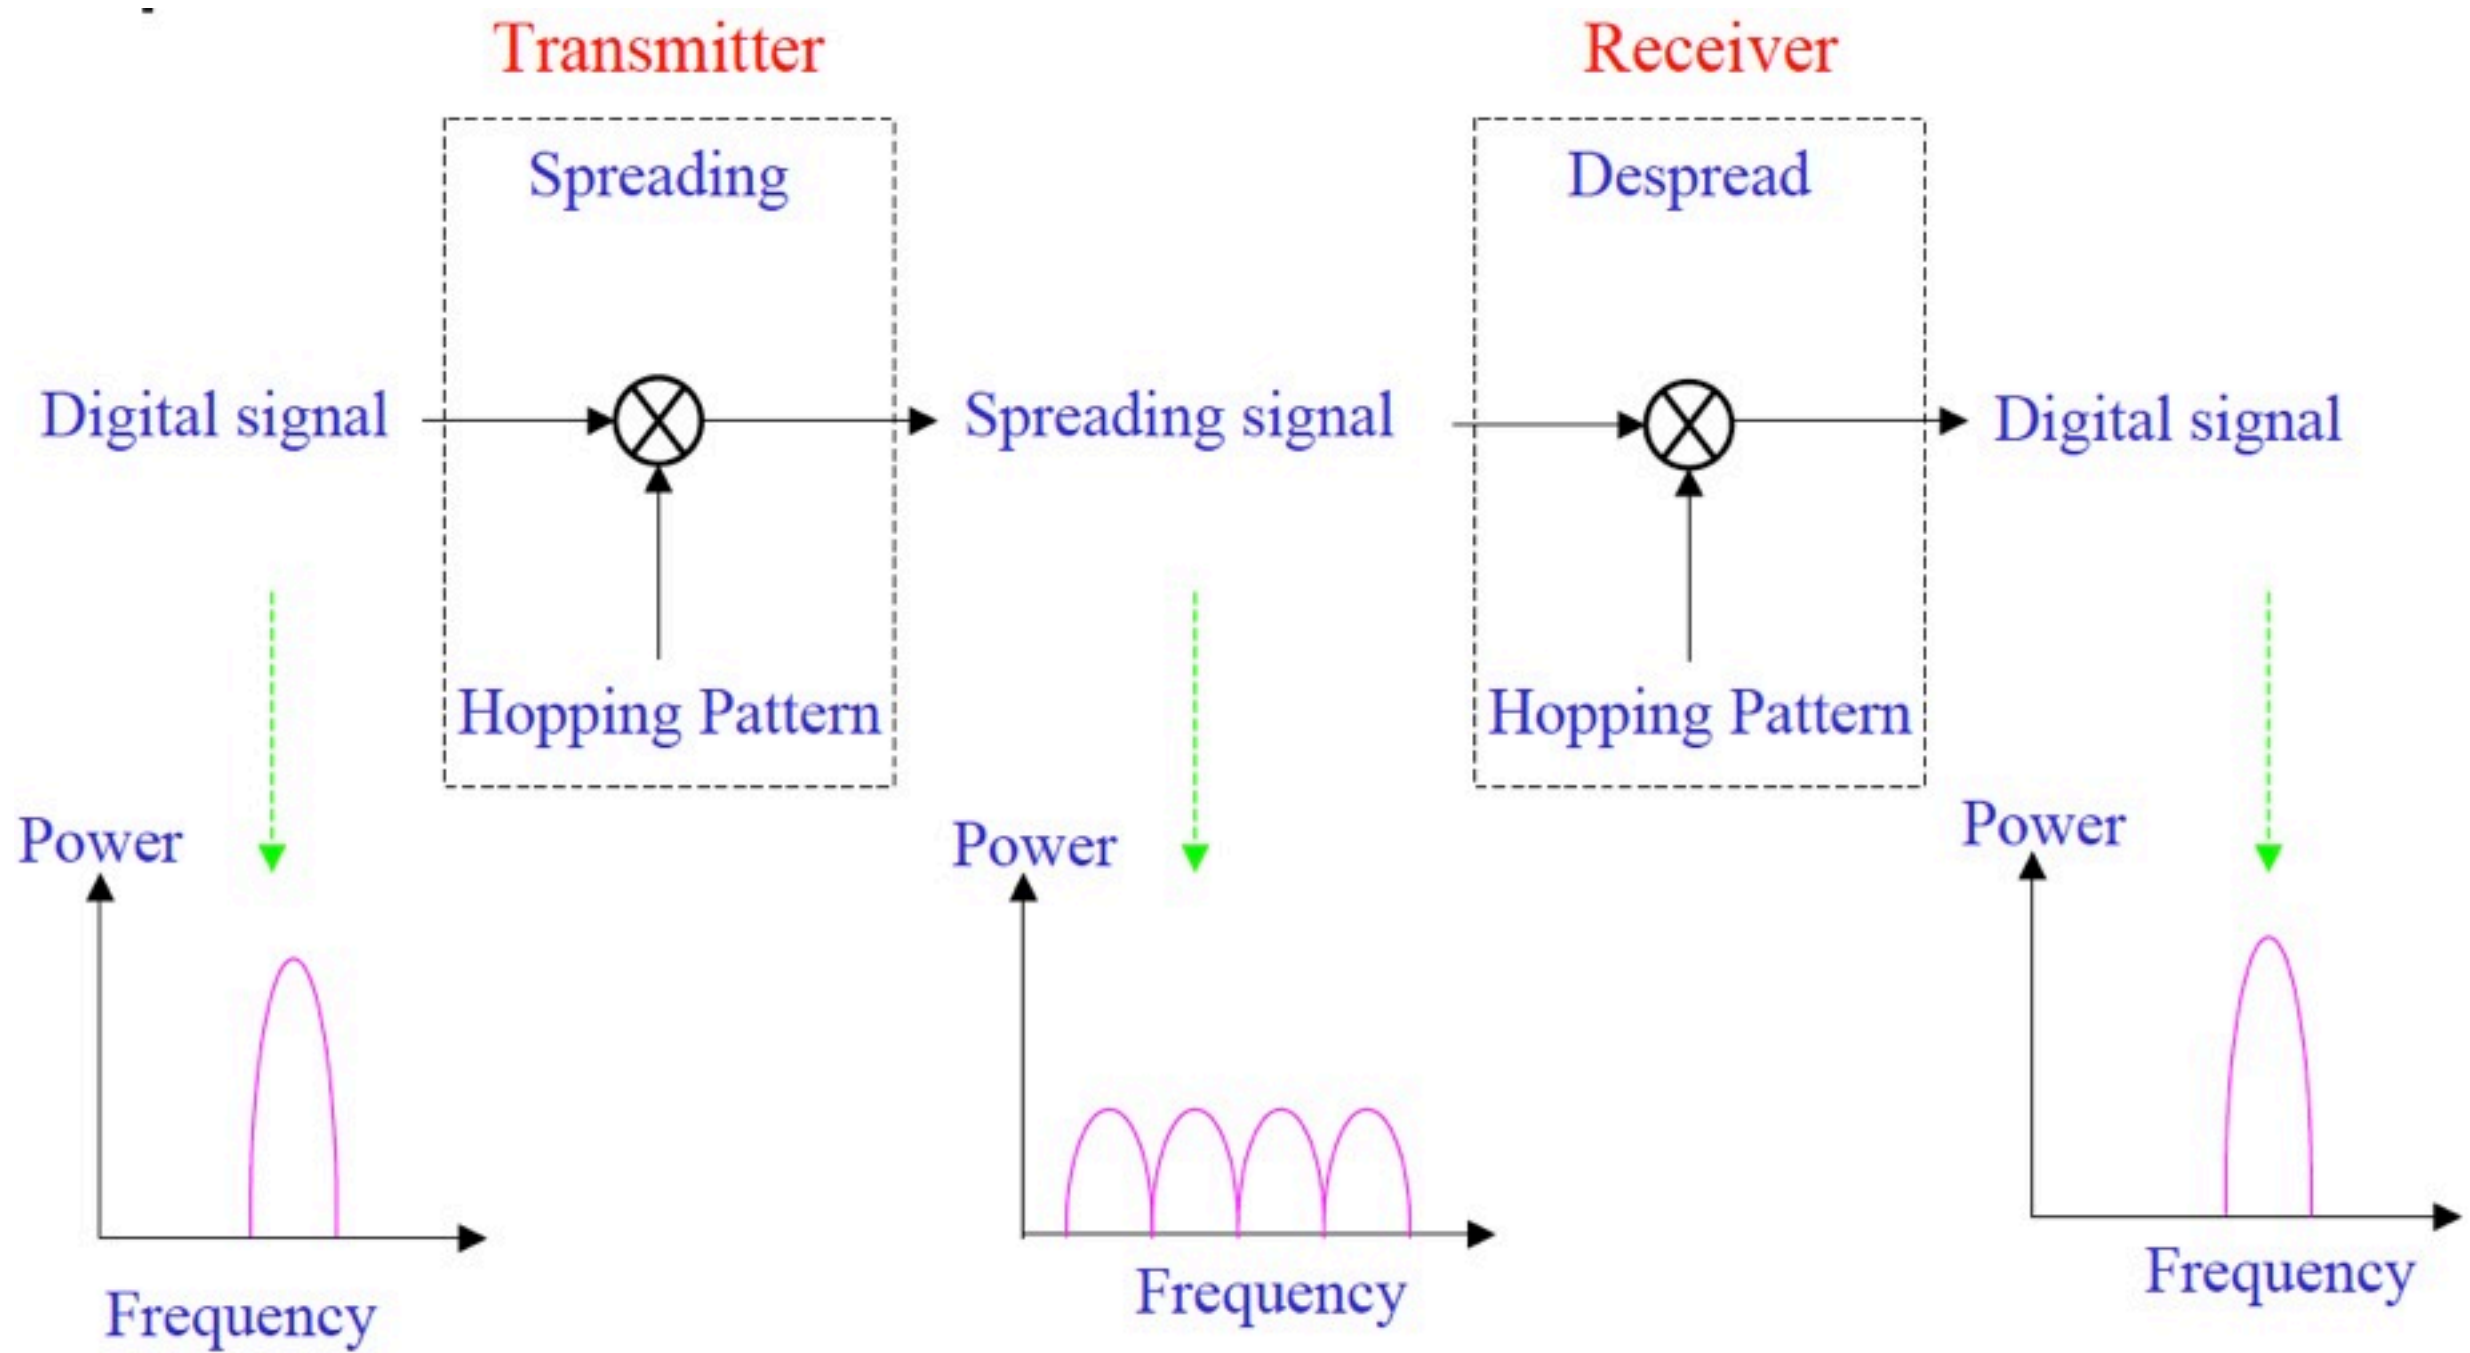 Transmitter
Receiver
Spreading
Despread
Digital signal
Spreading signal
Digital signal
Hopping Pattern
Hopping Pattern
Power
Power
Power
Frequency
Frequency
Frequency